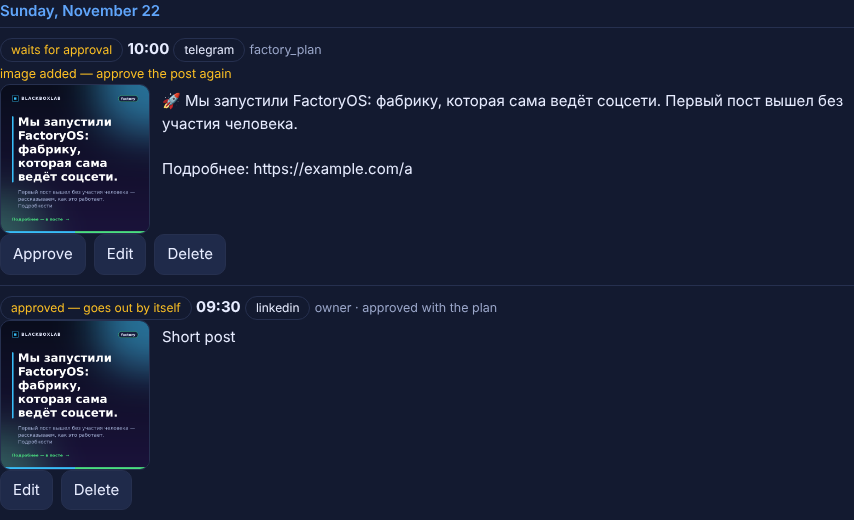 Sunday, November 22
waits for approval 10:00 telegram factory_plan
image added — approve the post again
BLACKBOXLAB Factory
Мы запустили
FactoryOS:
фабрику,
которая сама
ведёт соцсети.
Первый пост вышел без участия человека —
рассказываем, как это работает.
Подробности
Подробнее — в посте →
🚀 Мы запустили FactoryOS: фабрику, которая сама ведёт соцсети. Первый пост вышел без
участия человека.
Подробнее: https://example.com/a
Approve Edit Delete
approved — goes out by itself 09:30 linkedin owner · approved with the plan
BLACKBOXLAB Factory
Мы запустили
FactoryOS:
фабрику,
которая сама
ведёт соцсети.
Первый пост вышел без участия человека —
рассказываем, как это работает.
Подробности
Подробнее — в посте →
Short post
Edit Delete